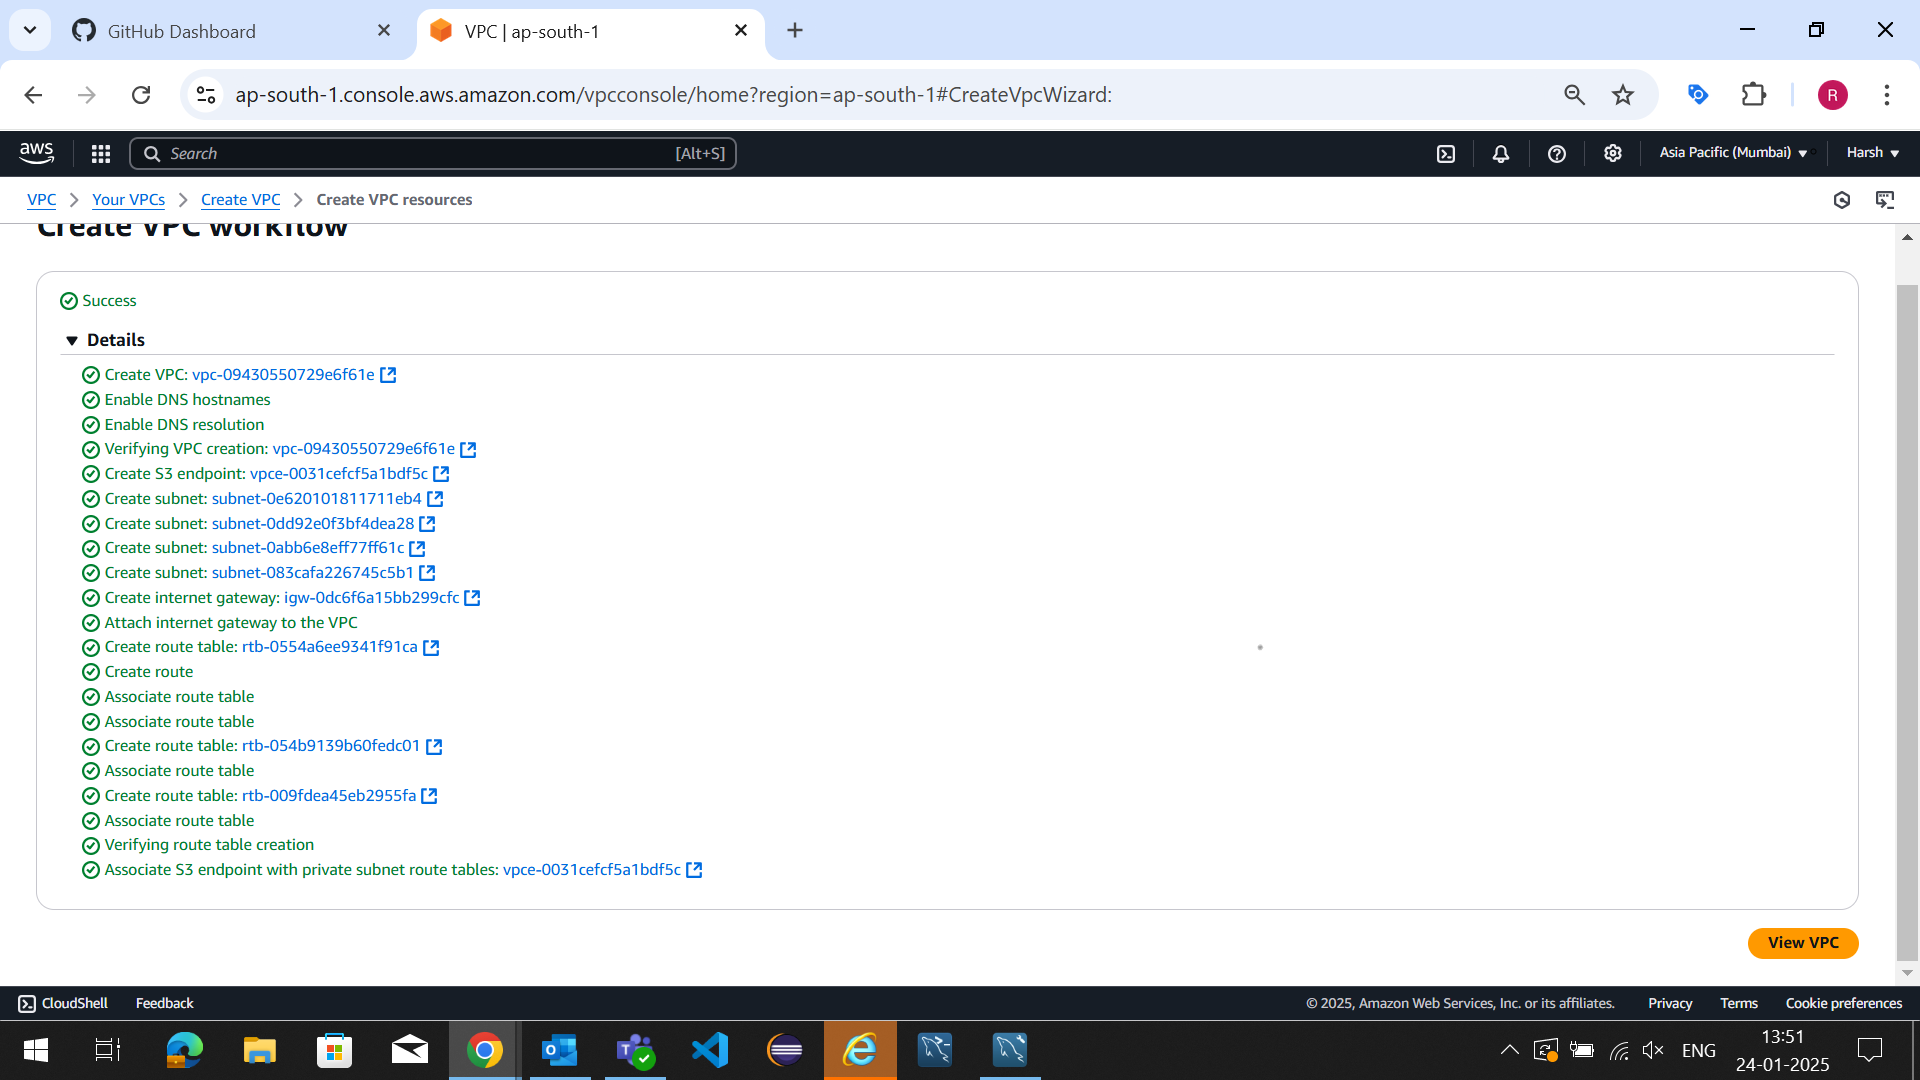 GitHub Dashboard
VPC | ap-south-1
ap-south-1.console.aws.amazon.com/vpcconsole/home?region=ap-south-1#CreateVpcWizard:
R
aws
Search
[Alt+S]
Asia Pacific (Mumbai)
Harsh
VPC
Your VPCs
Create VPC
Create VPC resources
Create VPC workflow
Success
Details
Create VPC: vpc-09430550729e6f61e
Enable DNS hostnames
Enable DNS resolution
Verifying VPC creation: vpc-09430550729e6f61e
Create S3 endpoint: vpce-0031cefcf5a1bdf5c
Create subnet: subnet-0e620101811711eb4
Create subnet: subnet-0dd92e0f3bf4dea28
Create subnet: subnet-0abb6e8eff77ff61c
Create subnet: subnet-083cafa226745c5b1
Create internet gateway: igw-0dc6f6a15bb299cfc
Attach internet gateway to the VPC
Create route table: rtb-0554a6ee9341f91ca
Create route
Associate route table
Associate route table
Create route table: rtb-054b9139b60fedc01
Associate route table
Create route table: rtb-009fdea45eb2955fa
Associate route table
Verifying route table creation
Associate S3 endpoint with private subnet route tables: vpce-0031cefcf5a1bdf5c
View VPC
CloudShell
Feedback
© 2025, Amazon Web Services, Inc. or its affiliates.
Privacy
Terms
Cookie preferences
ENG
13:51
24-01-2025